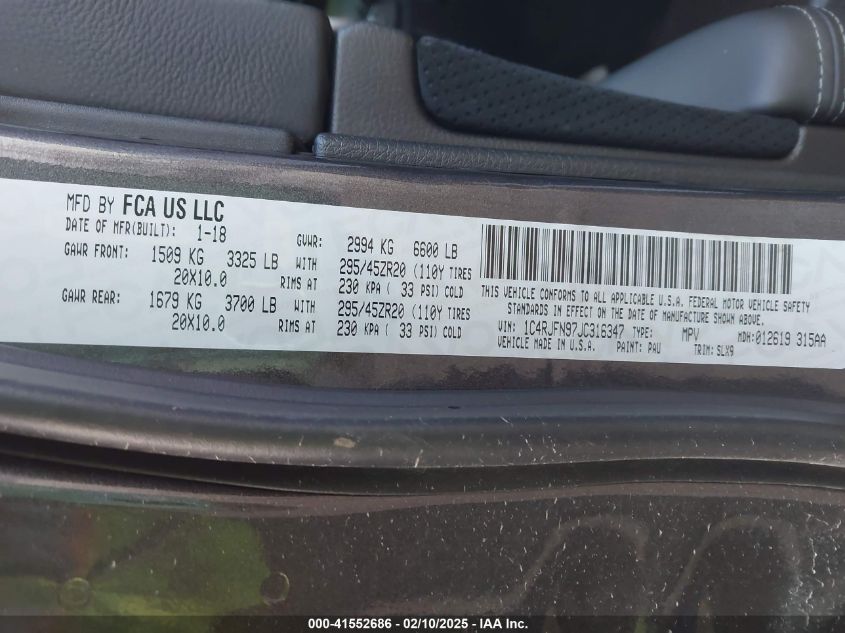 MFD BY FCA US LLC
DATE OF MFR(BUILT): 1-18 GVWR: 2994 KG 6600 LB
GAWR FRONT: 1509 KG 3325 LB WITH 295/45ZR20 (110Y TIRES
20X10.0 RIMS AT 230 KPA ( 33 PSI) COLD
GAWR REAR: 1679 KG 3700 LB WITH 295/45ZR20 (110Y TIRES
20X10.0 RIMS AT 230 KPA ( 33 PSI) COLD
THIS VEHICLE CONFORMS TO ALL APPLICABLE U.S.A. FEDERAL MOTOR VEHICLE SAFETY
STANDARDS IN EFFECT ON THE DATE OF MANUFACTURE SHOWN ABOVE.
VIN: 1C4RJFN97JC316347 TYPE: MPV MDH:012619 315AA
VEHICLE MADE IN U.S.A. PAINT: PAU TRIM: SLX9
000-41552686 - 02/10/2025 - IAA Inc.